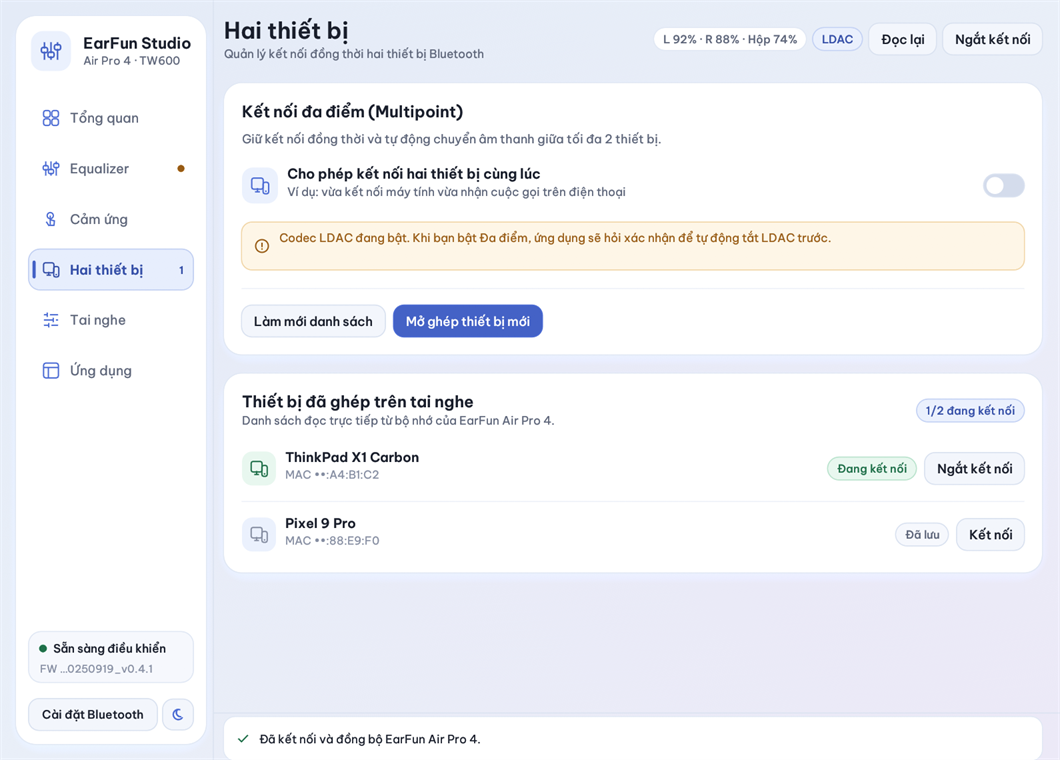 EarFun Studio
Air Pro 4 · TW600
Tổng quan
Equalizer
Cảm ứng
Hai thiết bị 1
Tai nghe
Ứng dụng
Sẵn sàng điều khiển
FW ...0250919_v0.4.1
Cài đặt Bluetooth
Hai thiết bị
Quản lý kết nối đồng thời hai thiết bị Bluetooth
L 92% · R 88% · Hộp 74%
LDAC
Đọc lại
Ngắt kết nối
Kết nối đa điểm (Multipoint)
Giữ kết nối đồng thời và tự động chuyển âm thanh giữa tối đa 2 thiết bị.
Cho phép kết nối hai thiết bị cùng lúc
Ví dụ: vừa kết nối máy tính vừa nhận cuộc gọi trên điện thoại
Codec LDAC đang bật. Khi bạn bật Đa điểm, ứng dụng sẽ hỏi xác nhận để tự động tắt LDAC trước.
Làm mới danh sách
Mở ghép thiết bị mới
Thiết bị đã ghép trên tai nghe
Danh sách đọc trực tiếp từ bộ nhớ của EarFun Air Pro 4.
1/2 đang kết nối
ThinkPad X1 Carbon
MAC ••:A4:B1:C2
Đang kết nối
Ngắt kết nối
Pixel 9 Pro
MAC ••:88:E9:F0
Đã lưu
Kết nối
Đã kết nối và đồng bộ EarFun Air Pro 4.